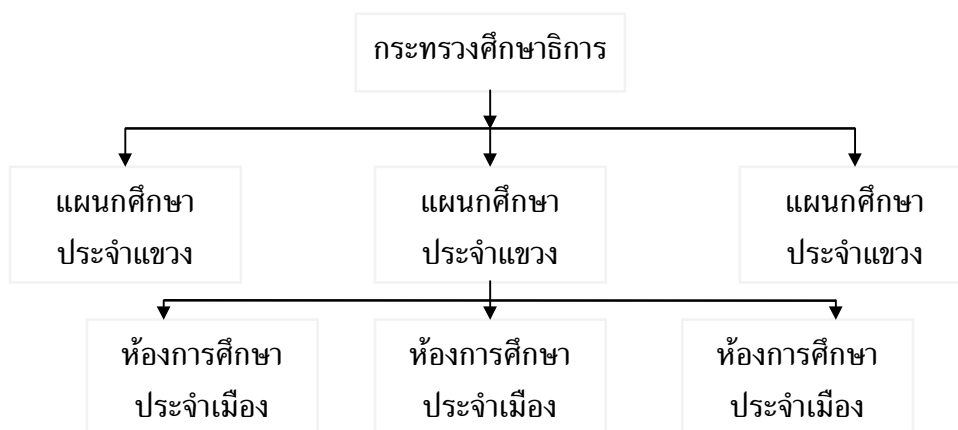 กระทรวงศึกษาธิการ
แผนกศึกษา
ประจำแขวง
แผนกศึกษา
ประจำแขวง
แผนกศึกษา
ประจำแขวง
ห้องการศึกษา
ประจำเมือง
ห้องการศึกษา
ประจำเมือง
ห้องการศึกษา
ประจำเมือง